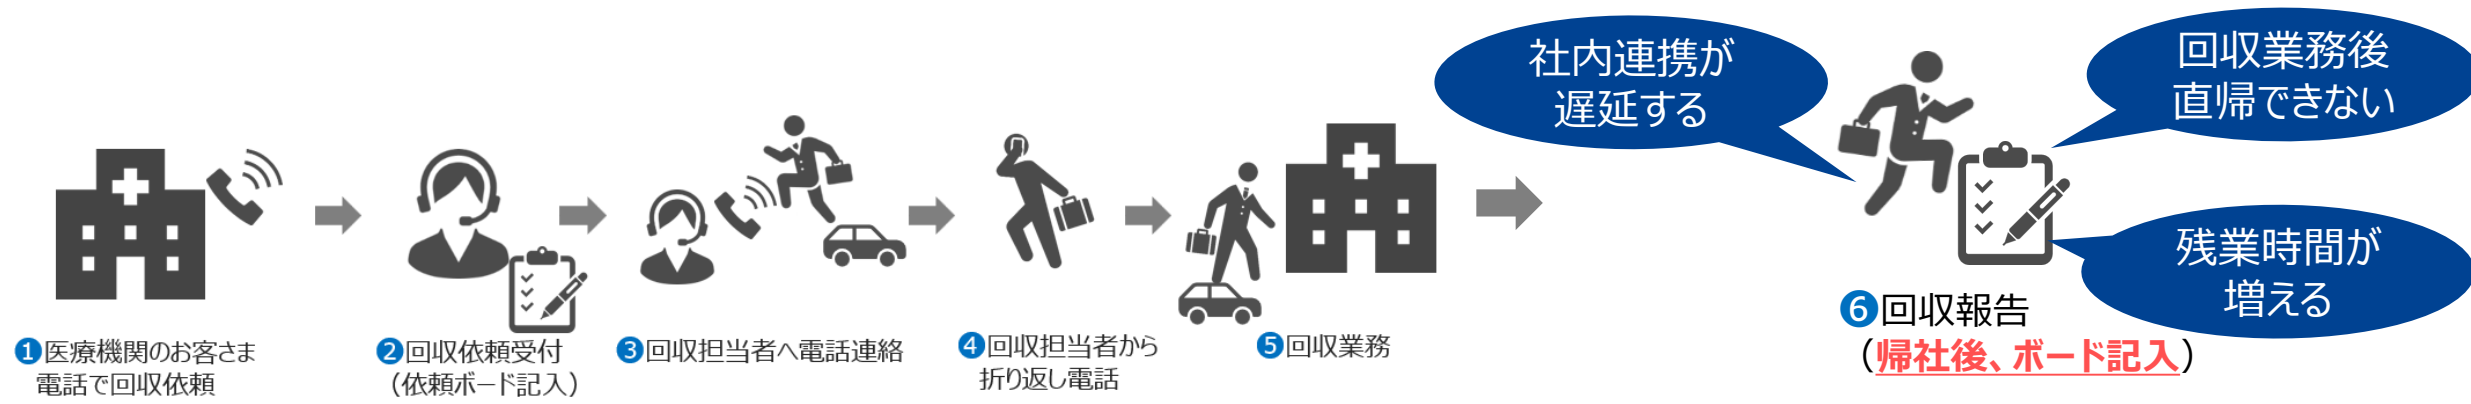 ❶医療機関のお客さま
電話で回収依頼
❷回収依頼受付
（依頼ボード記入）
❸回収担当者へ電話連絡
❹回収担当者から
折り返し電話
❺回収業務
社内連携が
遅延する
回収業務後
直帰できない
残業時間が
増える
❻回収報告
（帰社後、ボード記入）